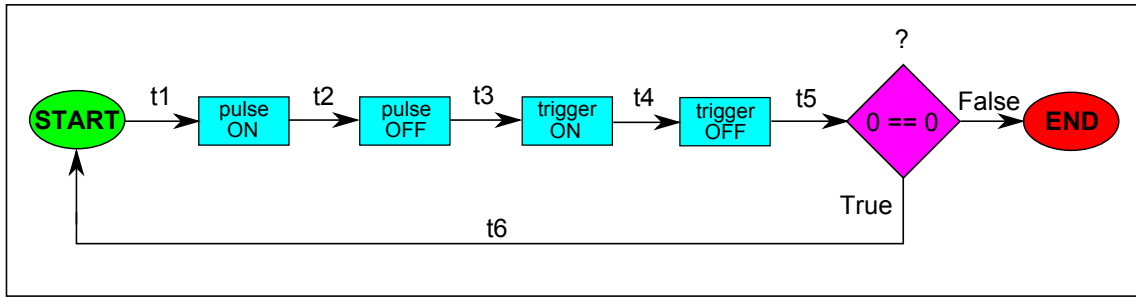 ?
START
t1
pulse
ON
t2
pulse
OFF
t3
trigger
ON
t4
trigger
OFF
t5
0 == 0
False
END
True
t6